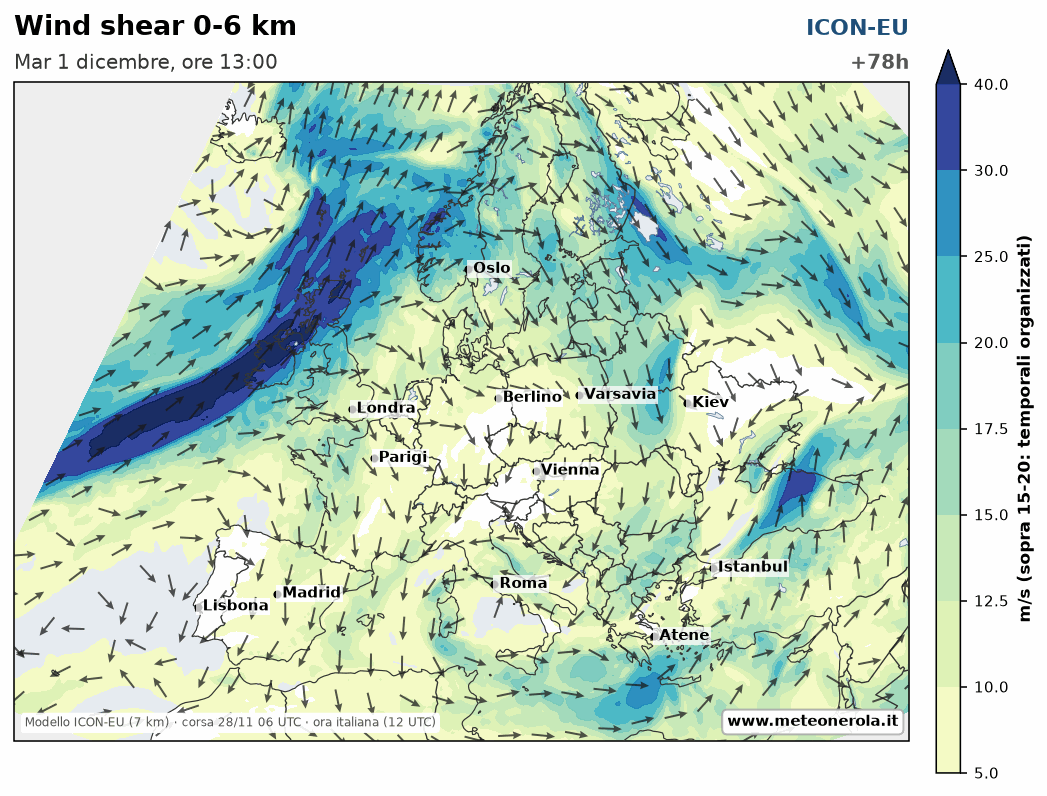 Wind shear 0-6 km
ICON-EU
Mar 1 dicembre, ore 13:00
+78h
40.0
30.0
25.0
20.0
17.5
15.0
12.5
10.0
5.0
m/s (sopra 15-20: temporali organizzati)
Oslo
Berlino
Varsavia
Kiev
Londra
Parigi
Vienna
Istanbul
Roma
Madrid
Lisbona
Atene
Modello ICON-EU (7 km) · corsa 28/11 06 UTC · ora italiana (12 UTC)
www.meteonerola.it